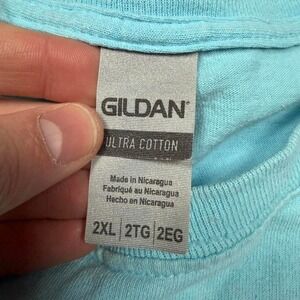 GILDAN
ULTRA COTTON
Made in Nicaragua
Fabriqué au Nicaragua
Hecho en Nicaragua
2XL | 2TG | 2EG